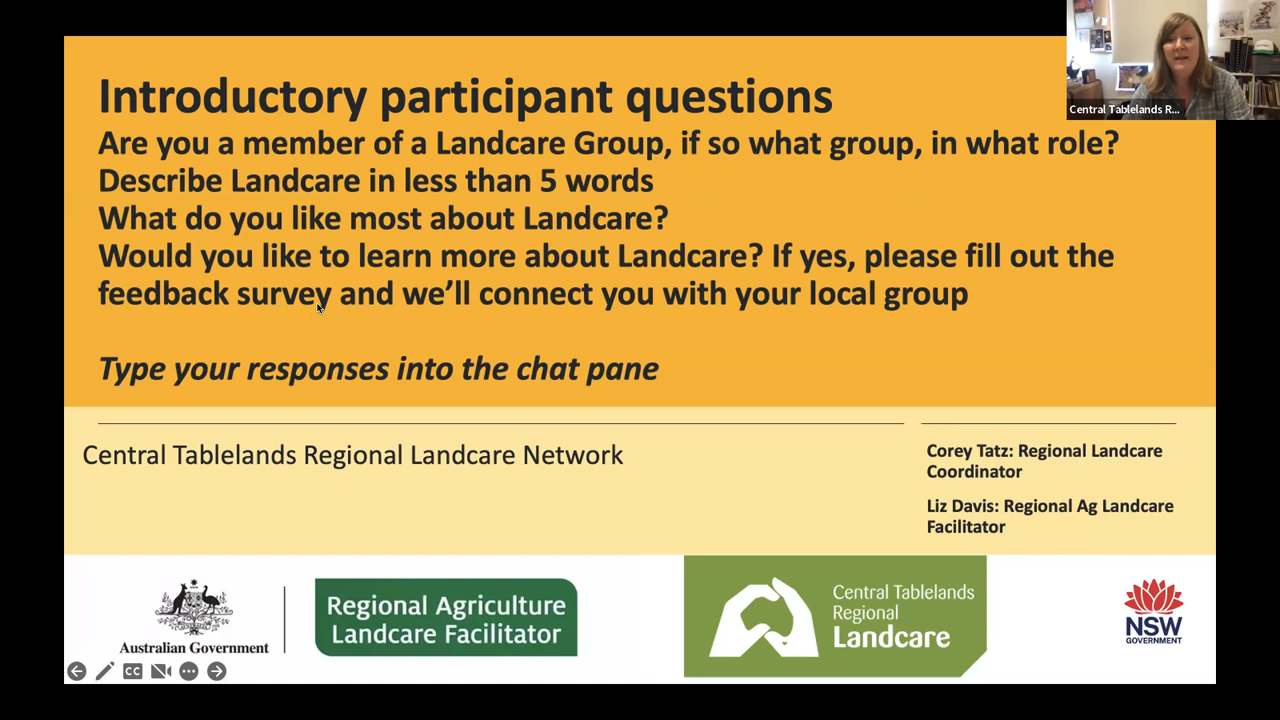 Introductory participant questions
Are you a member of a Landcare Group, if so what group, in what role?
Describe Landcare in less than 5 words
What do you like most about Landcare?
Would you like to learn more about Landcare? If yes, please fill out the
feedback survey and we’ll connect you with your local group
Type your responses into the chat pane
Central Tablelands Regional Landcare Network
Corey Tatz: Regional Landcare
Coordinator
Liz Davis: Regional Ag Landcare
Facilitator
Australian Government
Regional Agriculture
Landcare Facilitator
Central Tablelands
Regional
Landcare
NSW
GOVERNMENT
CC
Central Tablelands R...